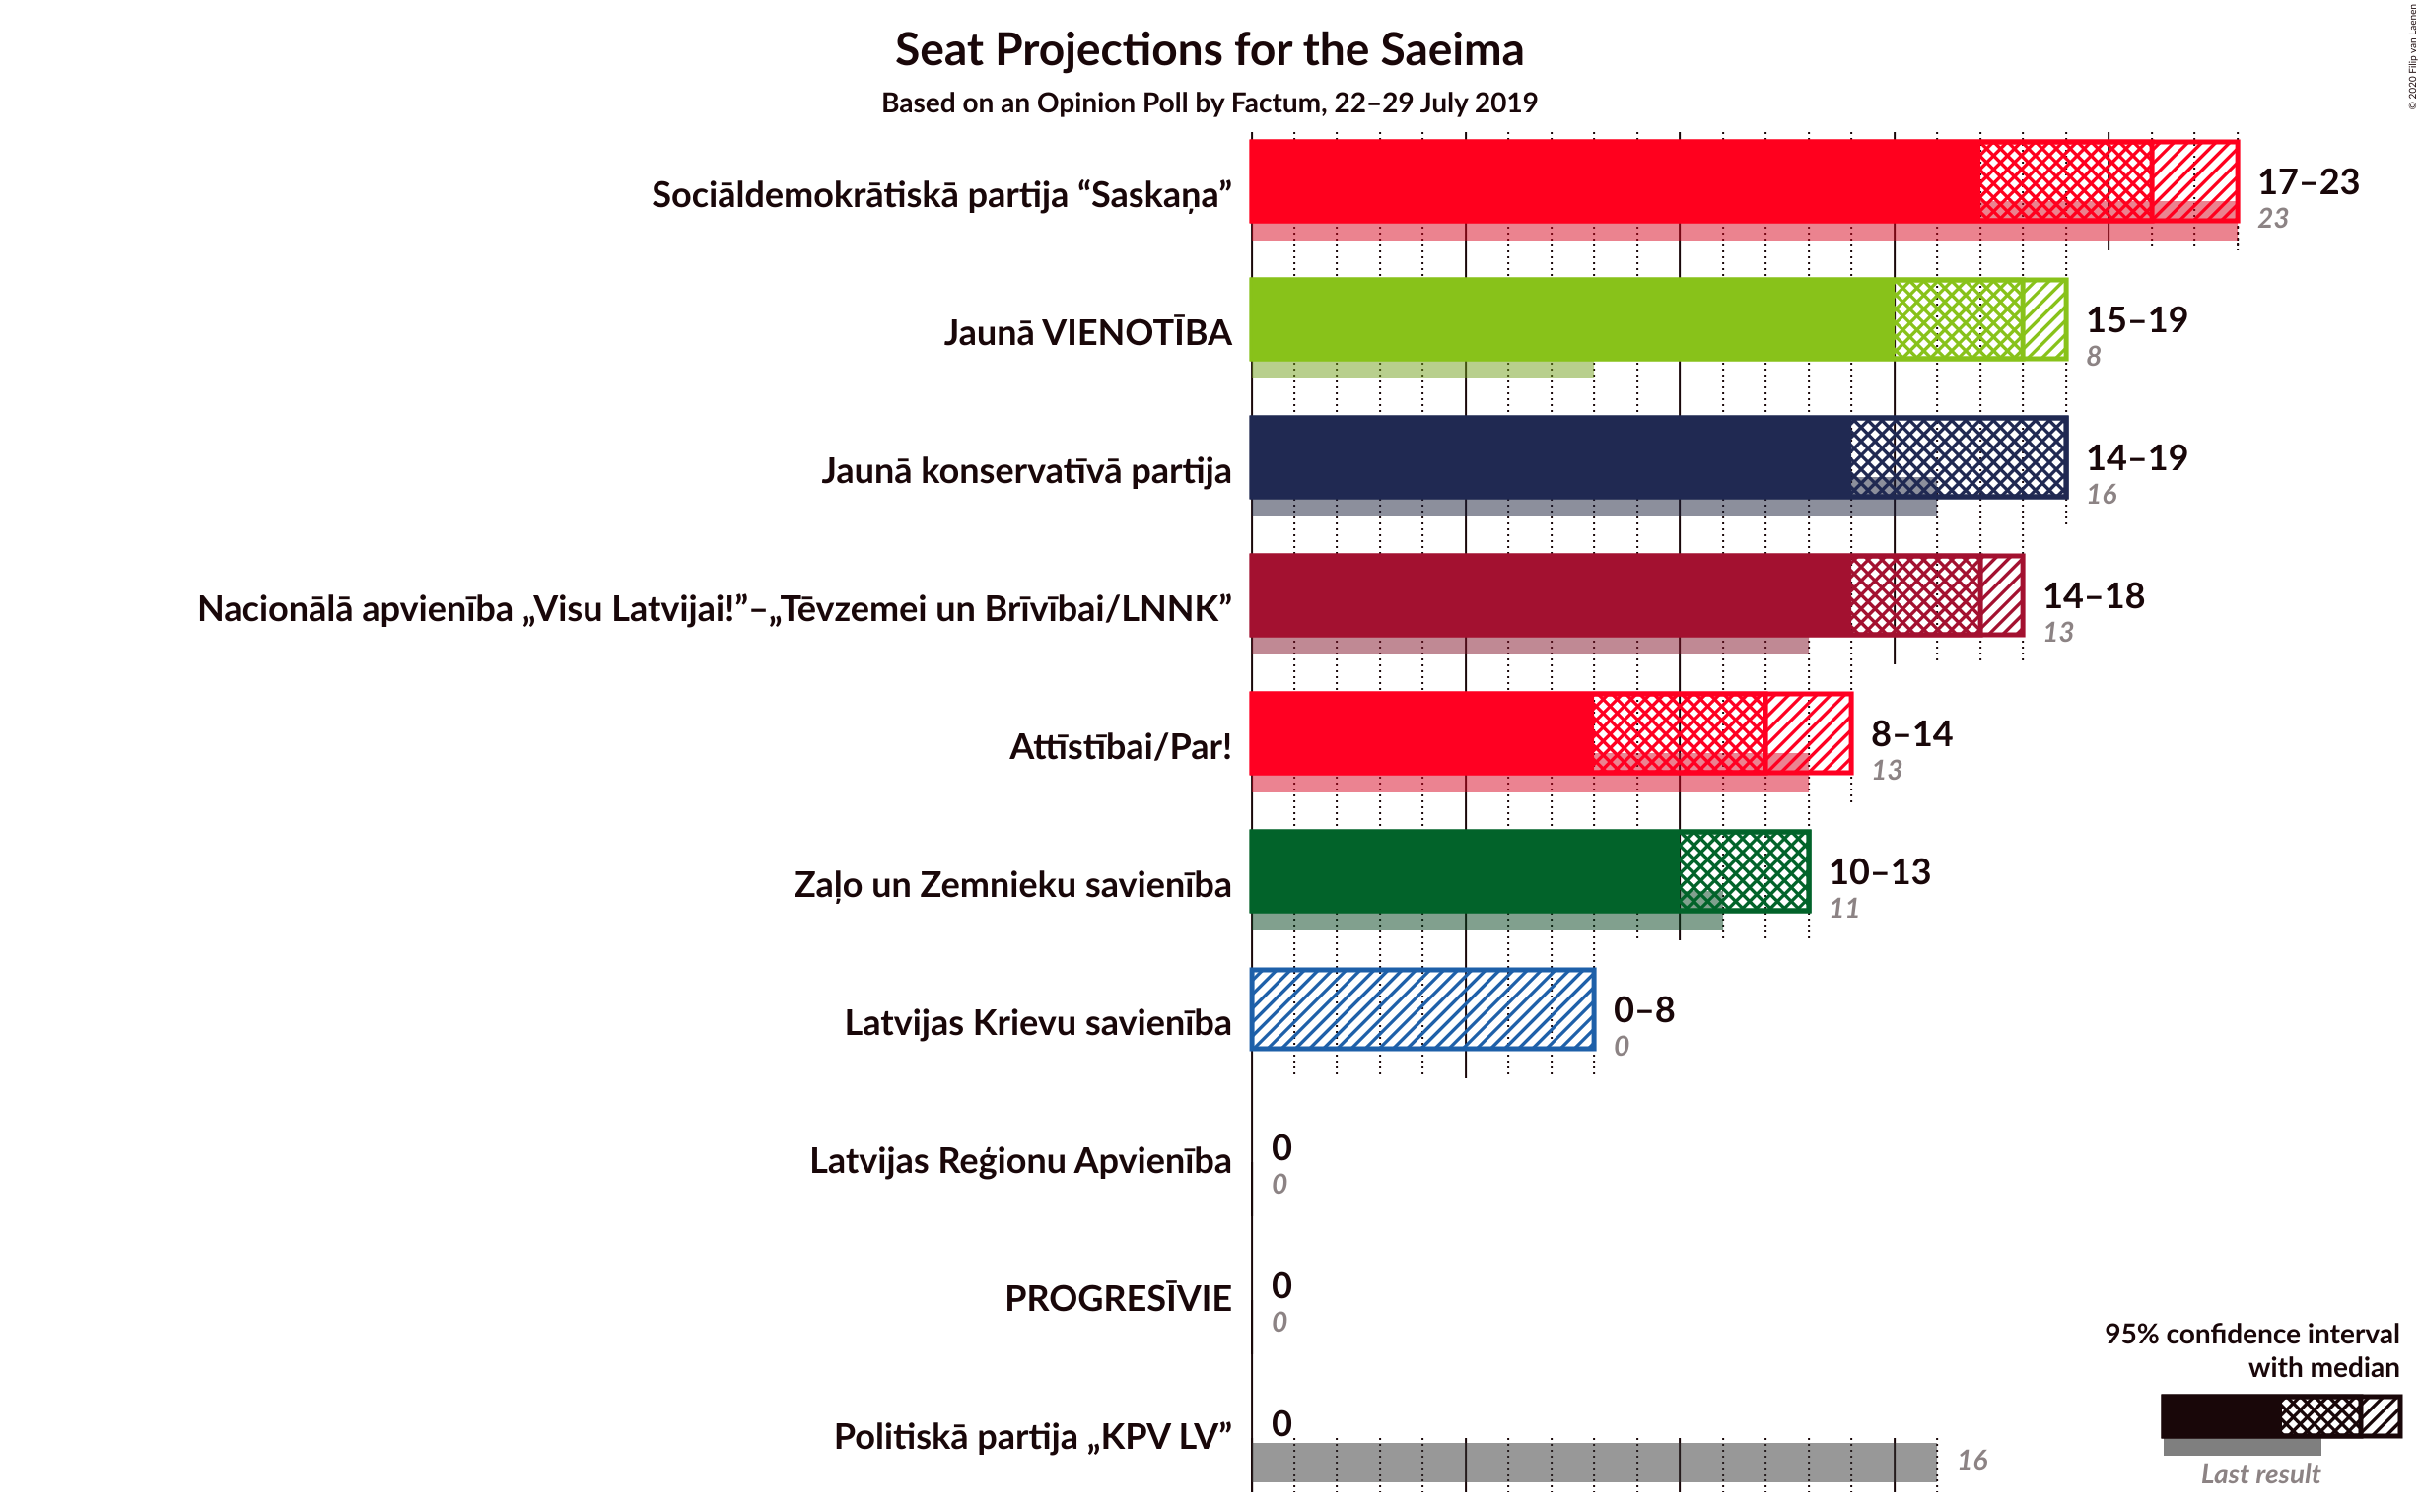 Seat Projections for the Saeima
Based on an Opinion Poll by Factum, 22–29 July 2019
© 2020 Filip van Laenen
Sociāldemokrātiskā partija “Saskaņa”
17–23
23
Jaunā VIENOTĪBA
15–19
8
Jaunā konservatīvā partija
14–19
16
Nacionālā apvienība „Visu Latvijai!”–„Tēvzemei un Brīvībai/LNNK”
14–18
13
Attīstībai/Par!
8–14
13
Zaļo un Zemnieku savienība
10–13
11
Latvijas Krievu savienība
0–8
0
Latvijas Reģionu Apvienība
0
0
PROGRESĪVIE
0
0
Politiskā partija „KPV LV”
0
16
95% confidence interval
with median
Last result